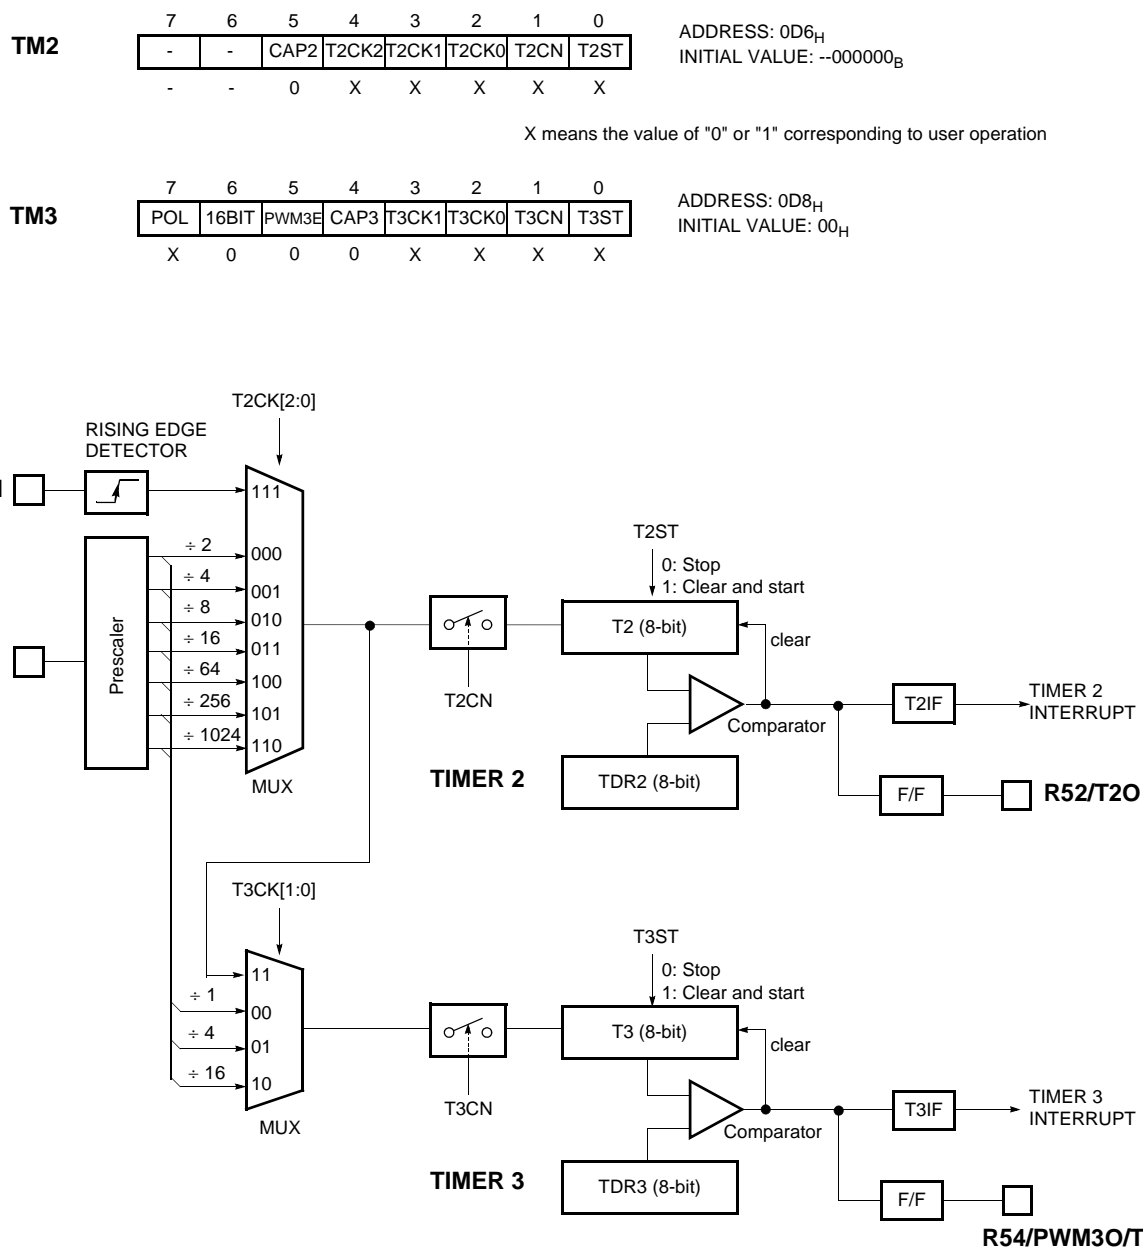 TM2
7 6 5 4 3 2 1 0
- - CAP2 T2CK2 T2CK1 T2CK0 T2CN T2ST
- - 0 X X X X X
ADDRESS: 0D6H
INITIAL VALUE: --000000B
X means the value of "0" or "1" corresponding to user operation
TM3
7 6 5 4 3 2 1 0
POL 16BIT PWM3E CAP3 T3CK1 T3CK0 T3CN T3ST
X 0 0 0 X X X X
ADDRESS: 0D8H
INITIAL VALUE: 00H
T2CK[2:0]
RISING EDGE
DETECTOR
111
Prescaler
÷ 2 000
÷ 4 001
÷ 8 010
÷ 16 011
÷ 64 100
÷ 256 101
÷ 1024 110
MUX
T2CN
T2ST
0: Stop
1: Clear and start
T2 (8-bit)
clear
Comparator
TIMER 2
TDR2 (8-bit)
T2IF
TIMER 2
INTERRUPT
F/F
R52/T2O
T3CK[1:0]
11
÷ 1 00
÷ 4 01
÷ 16 10
MUX
T3CN
T3ST
0: Stop
1: Clear and start
T3 (8-bit)
clear
Comparator
TIMER 3
TDR3 (8-bit)
T3IF
TIMER 3
INTERRUPT
F/F
R54/PWM3O/T